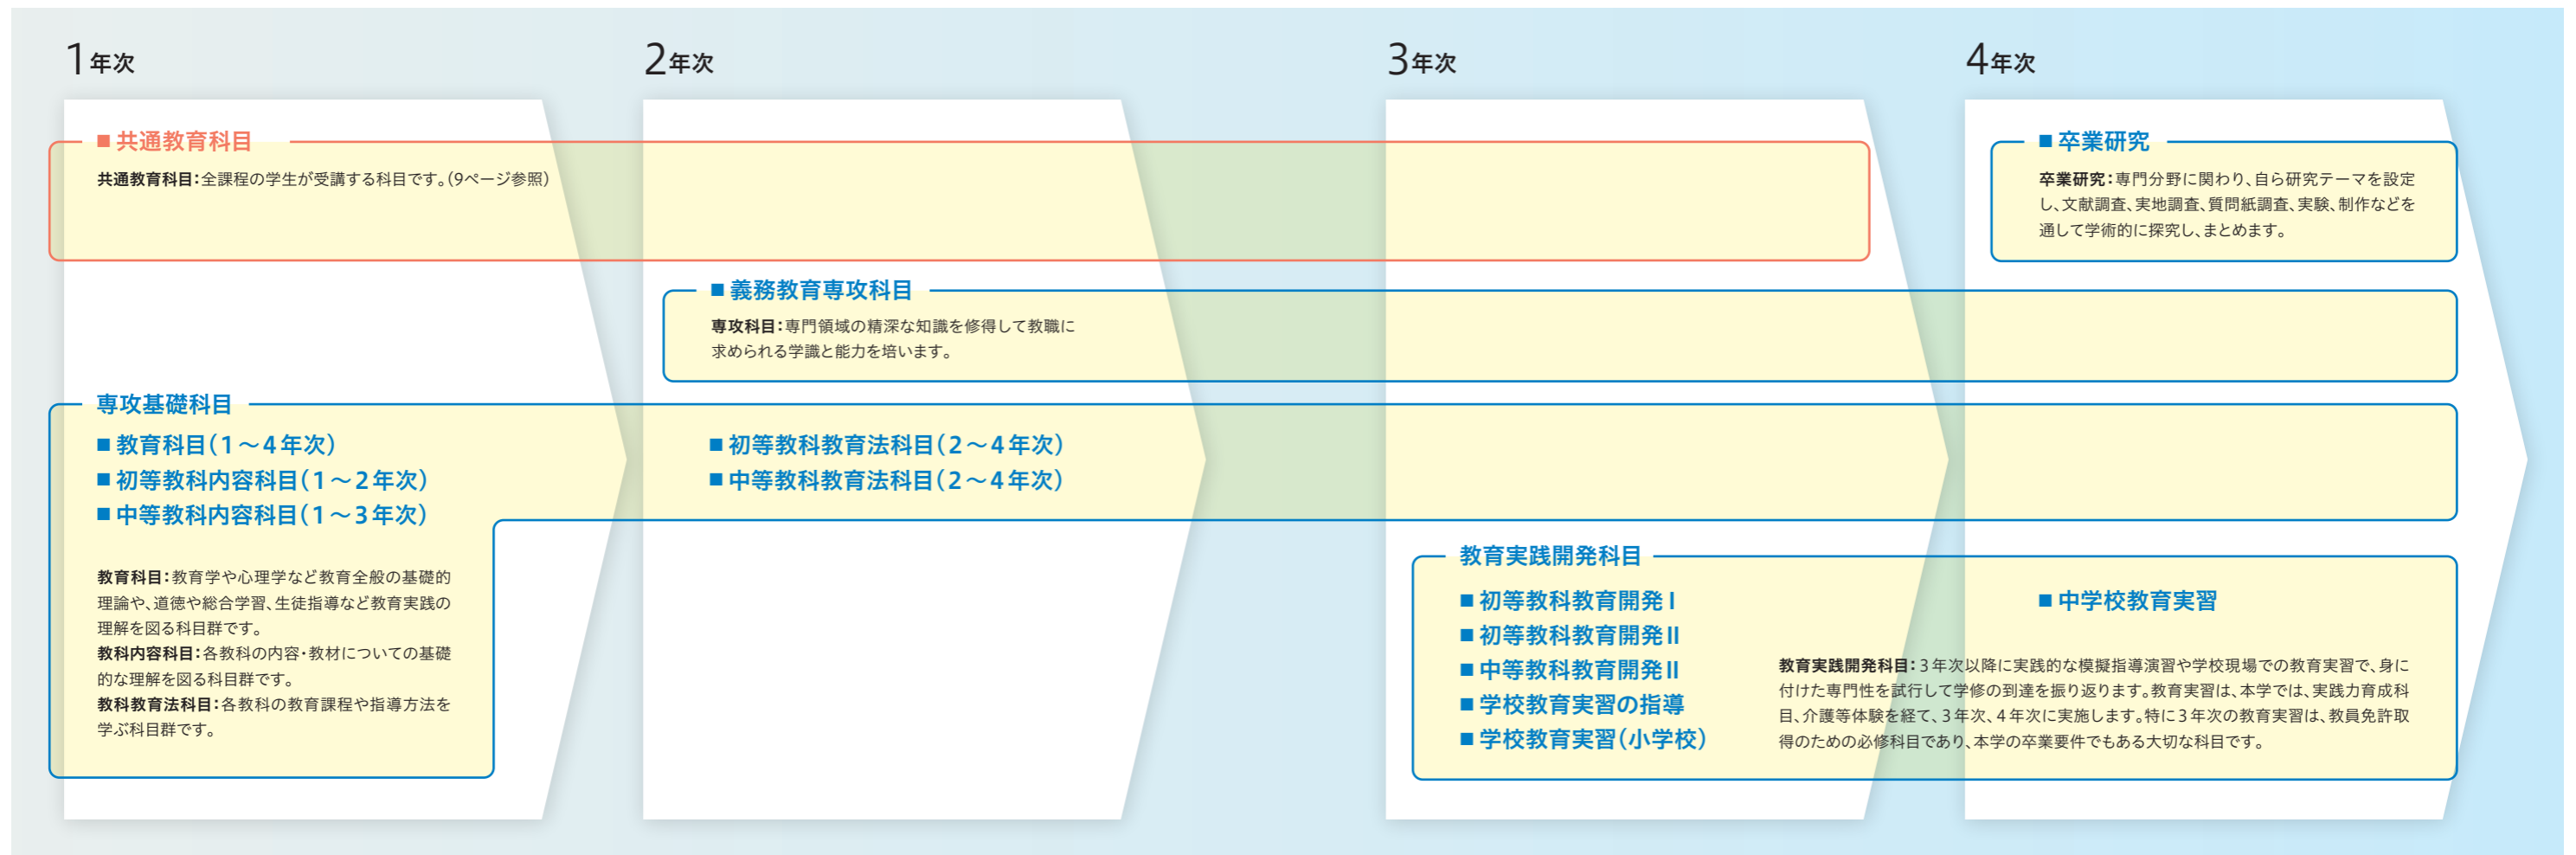 1年次
2年次
3年次
4年次
■ 共通教育科目
共通教育科目：全課程の学生が受講する科目です。（9ページ参照）
■ 卒業研究
卒業研究：専門分野に関わり、自ら研究テーマを設定
し、文献調査、実地調査、質問紙調査、実験、制作などを
通して学術的に探究し、まとめます。
■ 義務教育専攻科目
専攻科目：専門領域の精深な知識を修得して教職に
求められる学識と能力を培います。
専攻基礎科目
■ 教育科目（1～4年次）
■ 初等教科内容科目（1～2年次）
■ 中等教科内容科目（1～3年次）
■ 初等教科教育法科目（2～4年次）
■ 中等教科教育法科目（2～4年次）
教育科目：教育学や心理学など教育全般の基礎的
理論や、道徳や総合学習、生徒指導など教育実践の
理解を図る科目群です。
教科内容科目：各教科の内容・教材についての基礎
的な理解を図る科目群です。
教科教育法科目：各教科の教育課程や指導方法を
学ぶ科目群です。
教育実践開発科目
■ 初等教科教育開発Ⅰ
■ 初等教科教育開発Ⅱ
■ 中等教科教育開発Ⅱ
■ 学校教育実習の指導
■ 学校教育実習（小学校）
■ 中学校教育実習
教育実践開発科目：3年次以降に実践的な模擬指導演習や学校現場での教育実習で、身に
付けた専門性を試行して学修の到達を振り返ります。教育実習は、本学では、実践力育成科
目、介護等体験を経て、3年次、4年次に実施します。特に3年次の教育実習は、教員免許取
得のための必修科目であり、本学の卒業要件でもある大切な科目です。